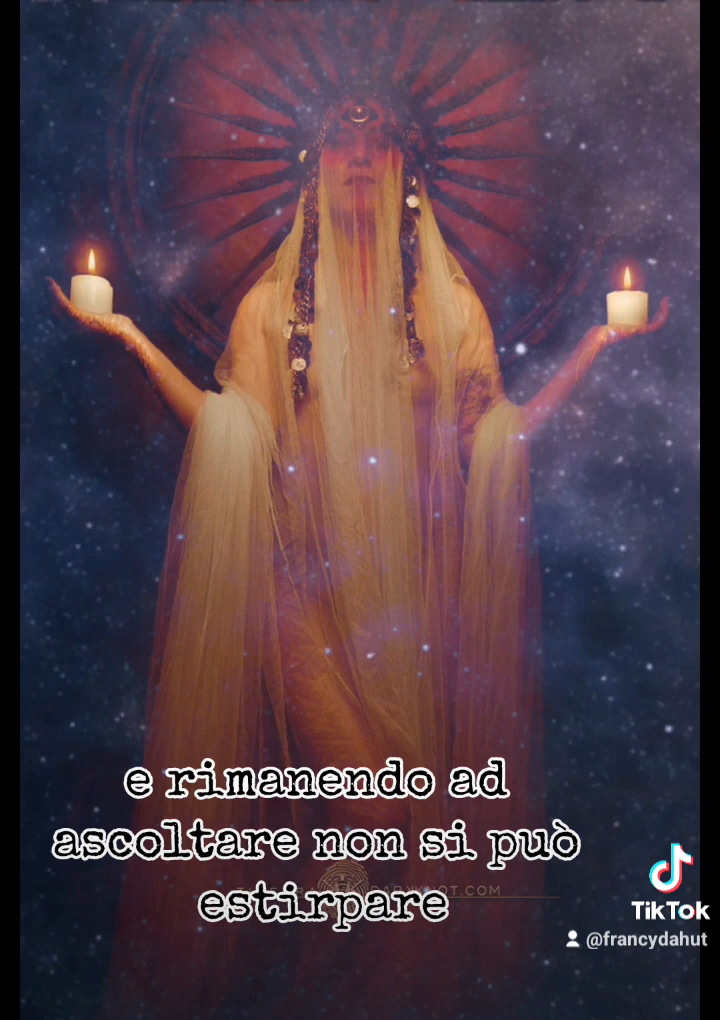 e rimanendo ad
ascoltare non si può
estirpare
TikTok
@francydahut